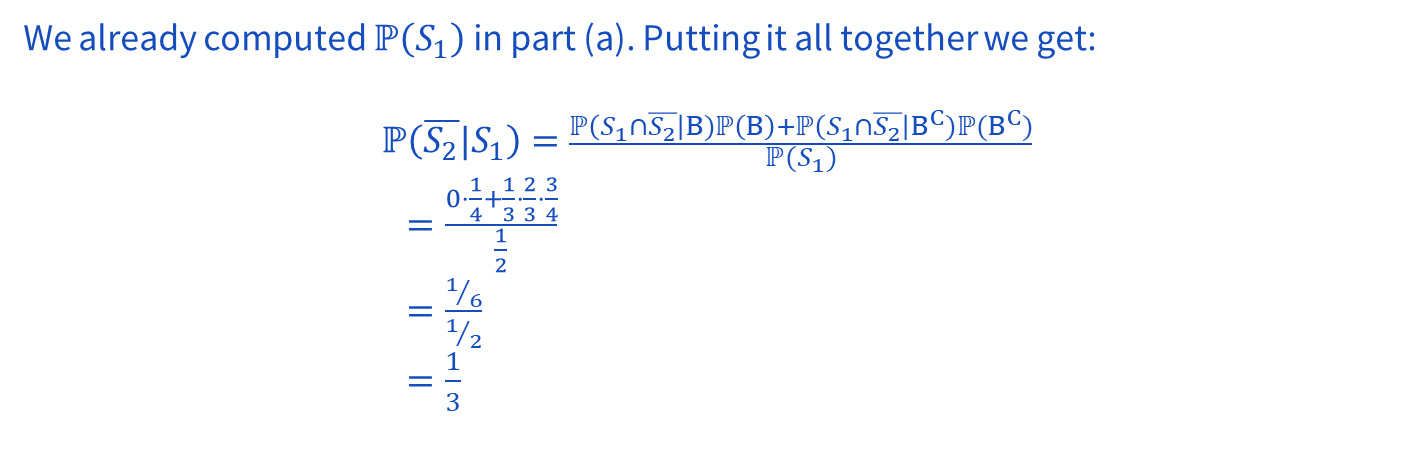 We already computed ℙ(S₁) in part (a). Putting it all together we get:
ℙ(S̅₂|S₁) = (ℙ(S₁∩S̅₂|B)ℙ(B)+ℙ(S₁∩S̅₂|Bᶜ)ℙ(Bᶜ))/ℙ(S₁)
= (0·1/4+1/3·2/3·3/4)/(1/2)
= (1/6)/(1/2)
= 1/3